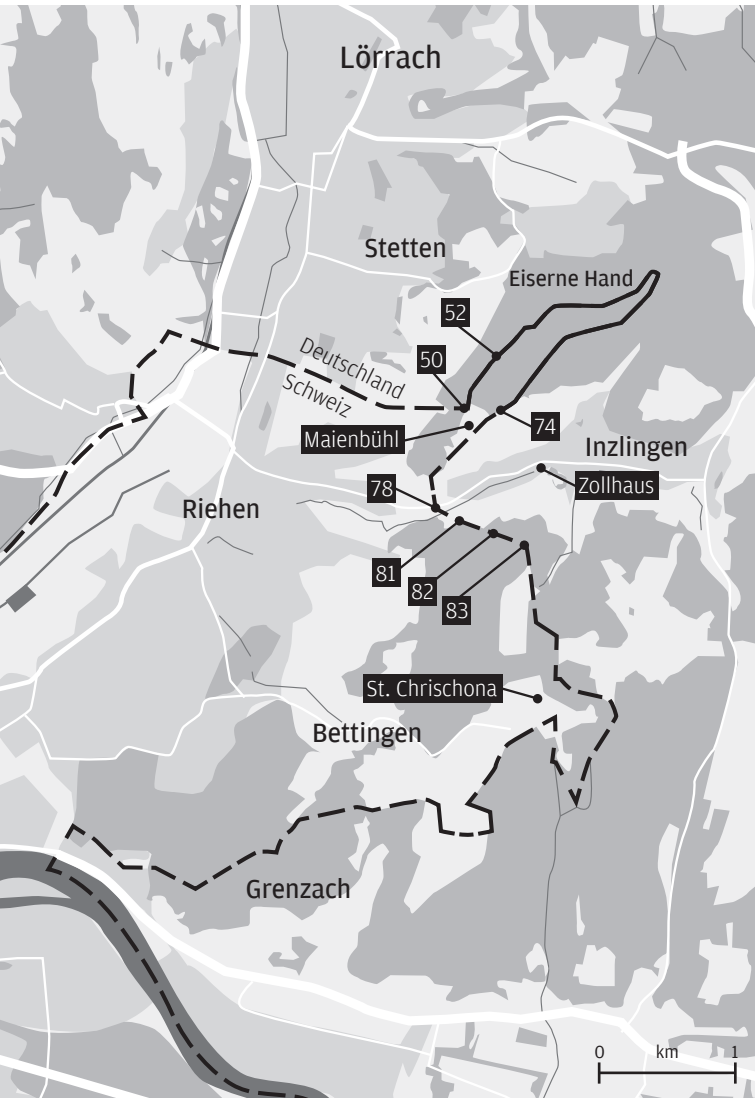 Lörrach
Stetten
Eiserne Hand
52
Deutschland
50
Schweiz
Maienbühl
74
Inzlingen
Zollhaus
78
Riehen
81
82
83
St. Chrischona
Bettingen
Grenzach
0 km 1